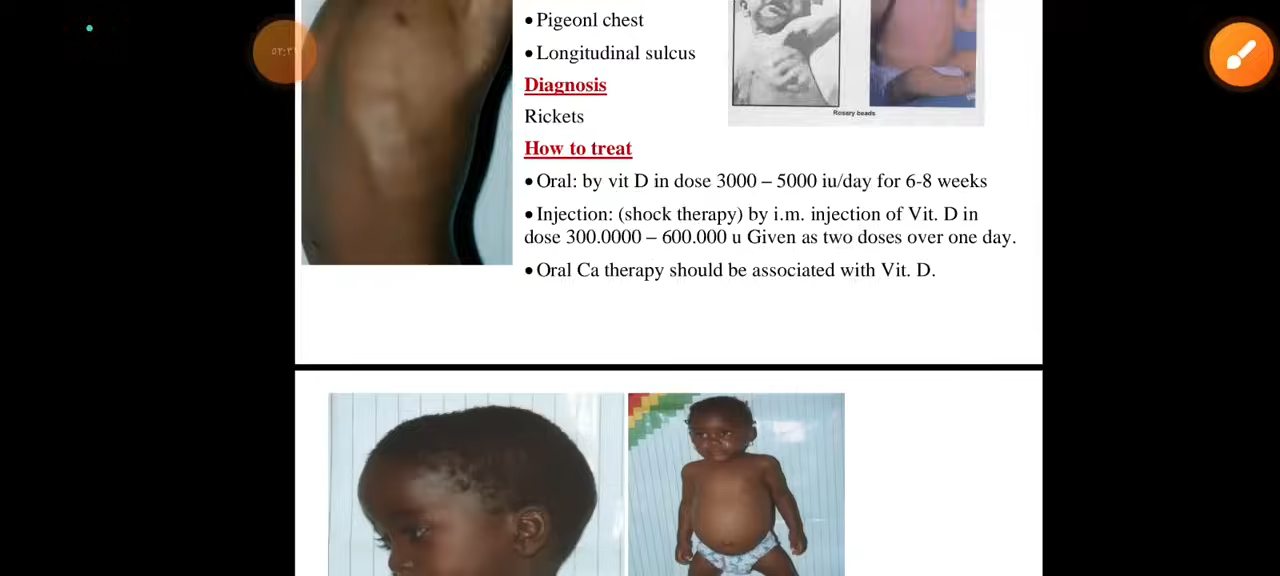 • Pigeonl chest
• Longitudinal sulcus
Diagnosis
Rickets
How to treat
• Oral: by vit D in dose 3000 – 5000 iu/day for 6-8 weeks
• Injection: (shock therapy) by i.m. injection of Vit. D in
dose 300.0000 – 600.000 u Given as two doses over one day.
• Oral Ca therapy should be associated with Vit. D.
Rosary beads